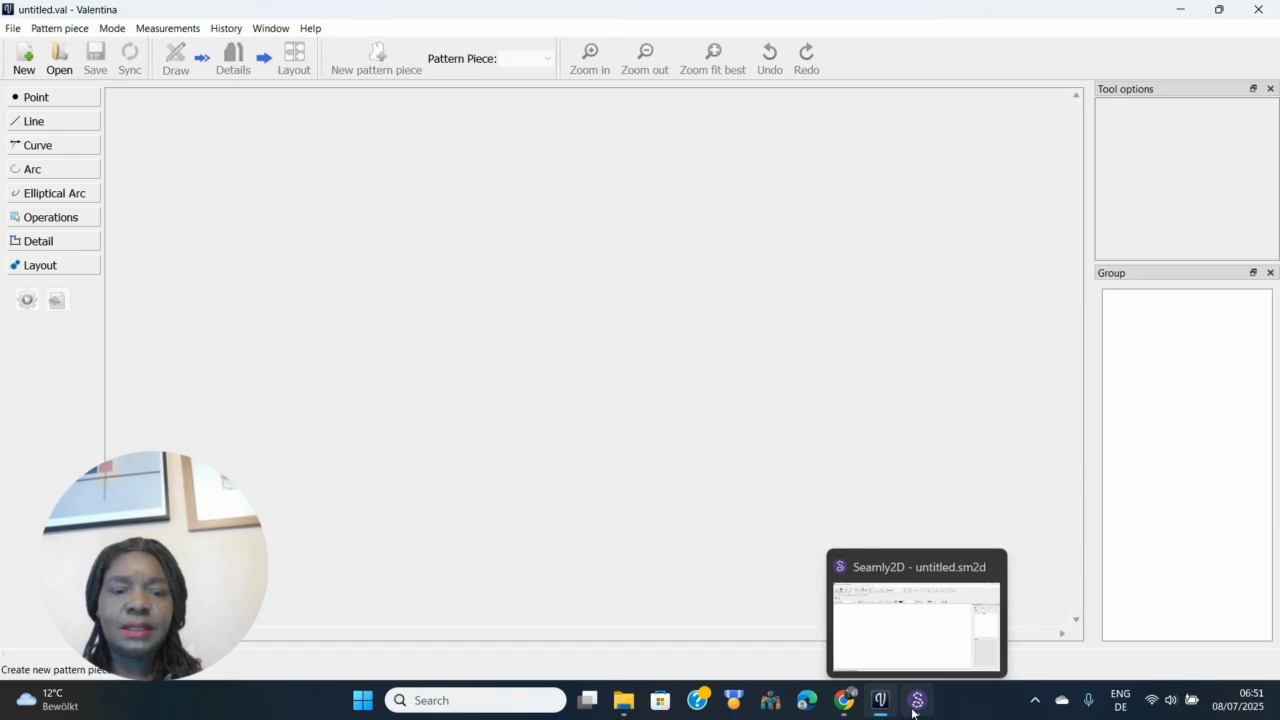 untitled.val - Valentina
File Pattern piece Mode Measurements History Window Help
New Open Save Sync Draw Details Layout New pattern piece Pattern Piece: Zoom in Zoom out Zoom fit best Undo Redo
Point
Line
Curve
Arc
Elliptical Arc
Operations
Detail
Layout
Tool options
Group
Seamly2D - untitled.sm2d
Create new pattern piec
12°C
Bewölkt
Search
ENG
DE
06:51
08/07/2025